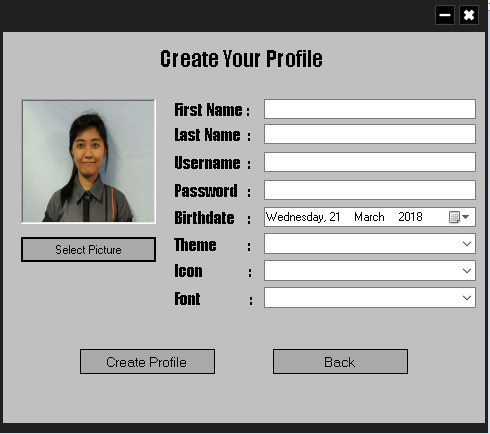 Create Your Profile
First Name :
Last Name :
Username :
Password :
Birthdate : Wednesday, 21 March 2018
Select Picture
Theme :
Icon :
Font :
Create Profile
Back